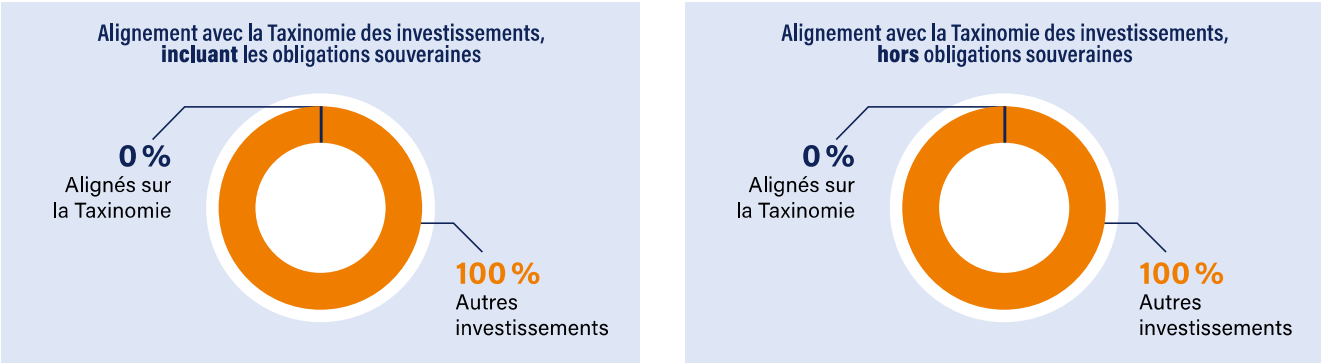 Alignement avec la Taxinomie des investissements,
incluant les obligations souveraines
0 %
Alignés sur
la Taxinomie
100 %
Autres
investissements
Alignement avec la Taxinomie des investissements,
hors obligations souveraines
0 %
Alignés sur
la Taxinomie
100 %
Autres
investissements